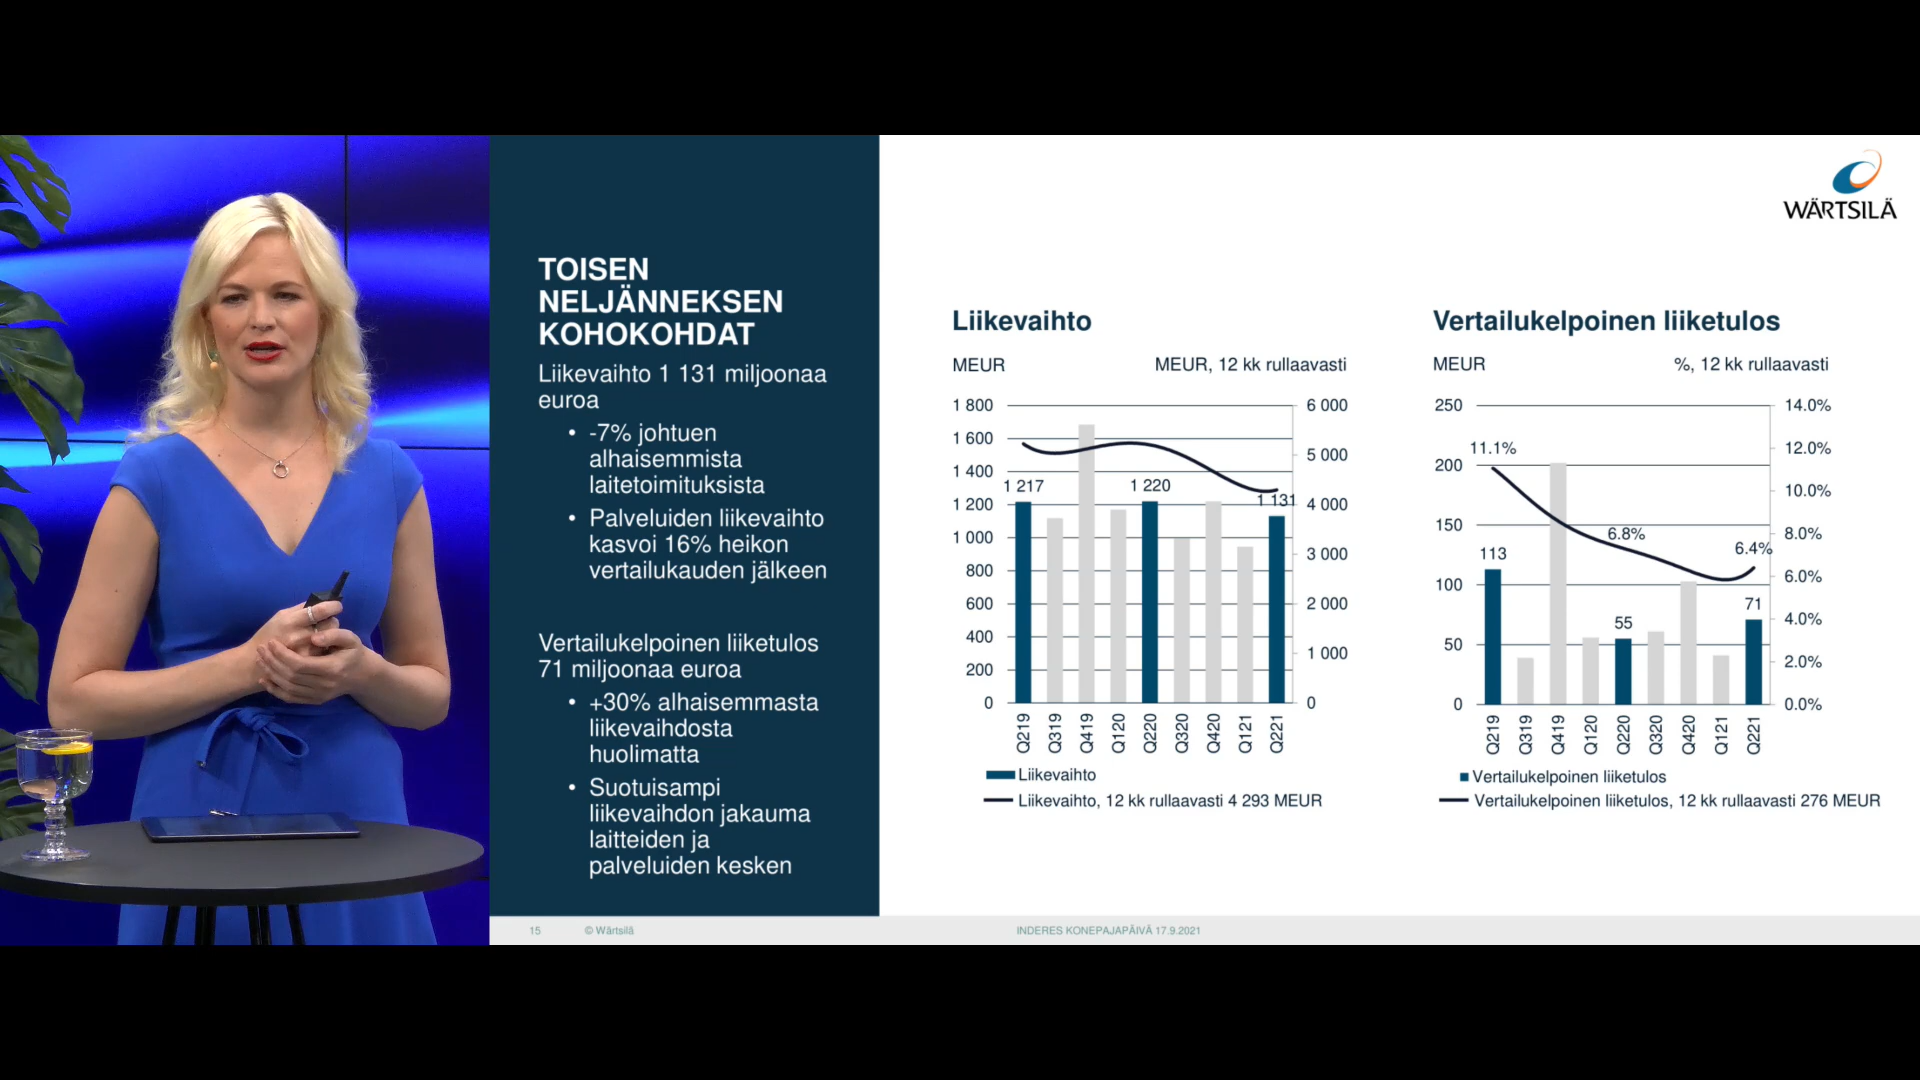 WÄRTSILÄ
TOISEN
NELJÄNNEKSEN
KOHOKOHDAT
Liikevaihto 1 131 miljoonaa
euroa
• -7% johtuen
alhaisemmista
laitetoimituksista
• Palveluiden liikevaihto
kasvoi 16% heikon
vertailukauden jälkeen
Vertailukelpoinen liiketulos
71 miljoonaa euroa
• +30% alhaisemmasta
liikevaihdosta
huolimatta
• Suotuisampi
liikevaihdon jakauma
laitteiden ja
palveluiden kesken
Liikevaihto
MEUR MEUR, 12 kk rullaavasti
1 800 6 000
1 600
5 000
1 400
1 217 1 220 1 131
1 200 4 000
1 000
3 000
800
600 2 000
400
1 000
200
0 0
Q219 Q319 Q419 Q120 Q220 Q320 Q420 Q121 Q221
Liikevaihto
Liikevaihto, 12 kk rullaavasti 4 293 MEUR
Vertailukelpoinen liiketulos
MEUR %, 12 kk rullaavasti
250 14.0%
11.1% 12.0%
200
10.0%
150
6.8% 8.0%
113 6.4%
6.0%
100
71
55 4.0%
50
2.0%
0 0.0%
Q219 Q319 Q419 Q120 Q220 Q320 Q420 Q121 Q221
Vertailukelpoinen liiketulos
Vertailukelpoinen liiketulos, 12 kk rullaavasti 276 MEUR
15 © Wärtsilä INDERES KONEPAJAPÄIVÄ 17.9.2021